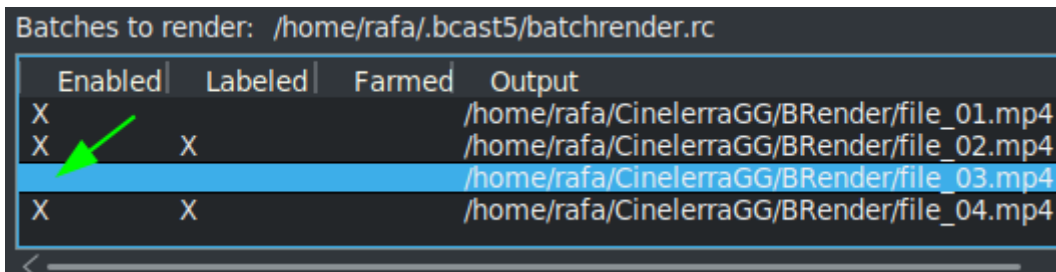 Batches to render: /home/rafa/.bcast5/batchrender.rc
Enabled Labeled Farmed Output
X /home/rafa/CinelerraGG/BRender/file_01.mp4
X X /home/rafa/CinelerraGG/BRender/file_02.mp4
/home/rafa/CinelerraGG/BRender/file_03.mp4
X X /home/rafa/CinelerraGG/BRender/file_04.mp4